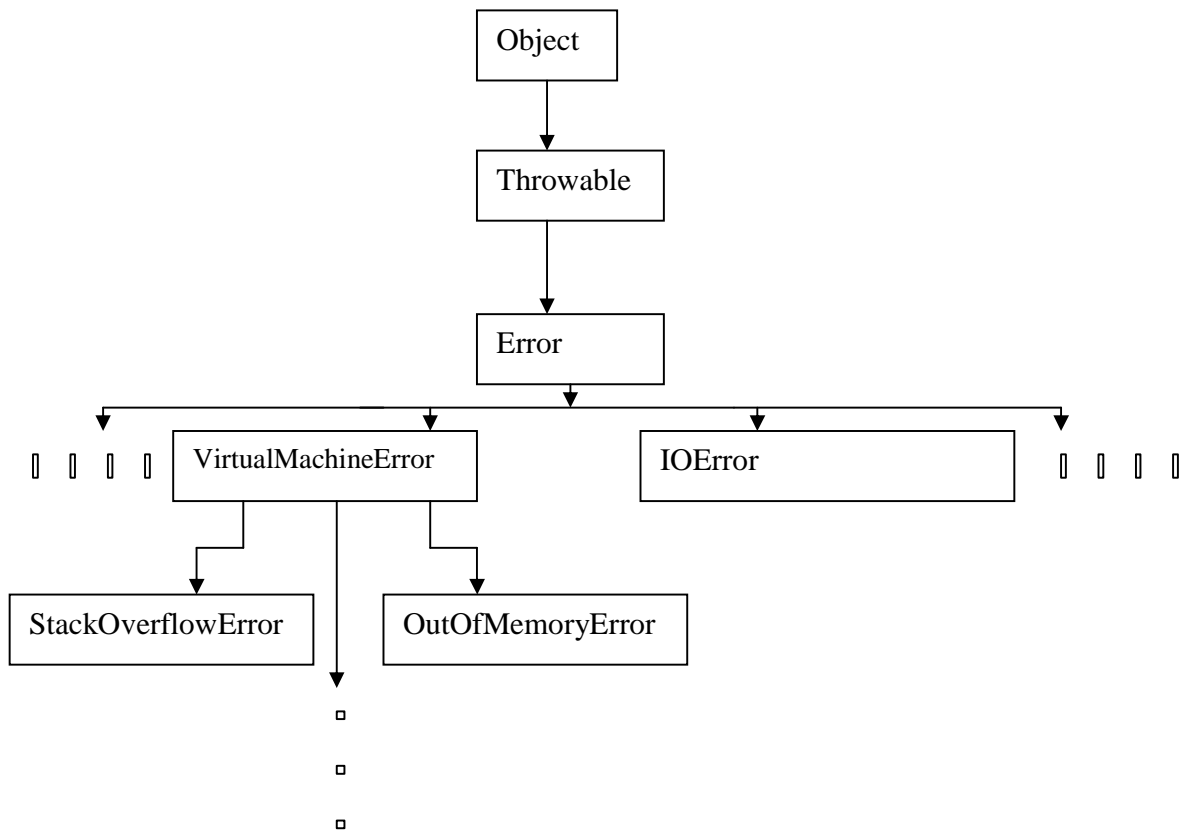 Object
Throwable
Error
VirtualMachineError
IOError
StackOverflowError
OutOfMemoryError